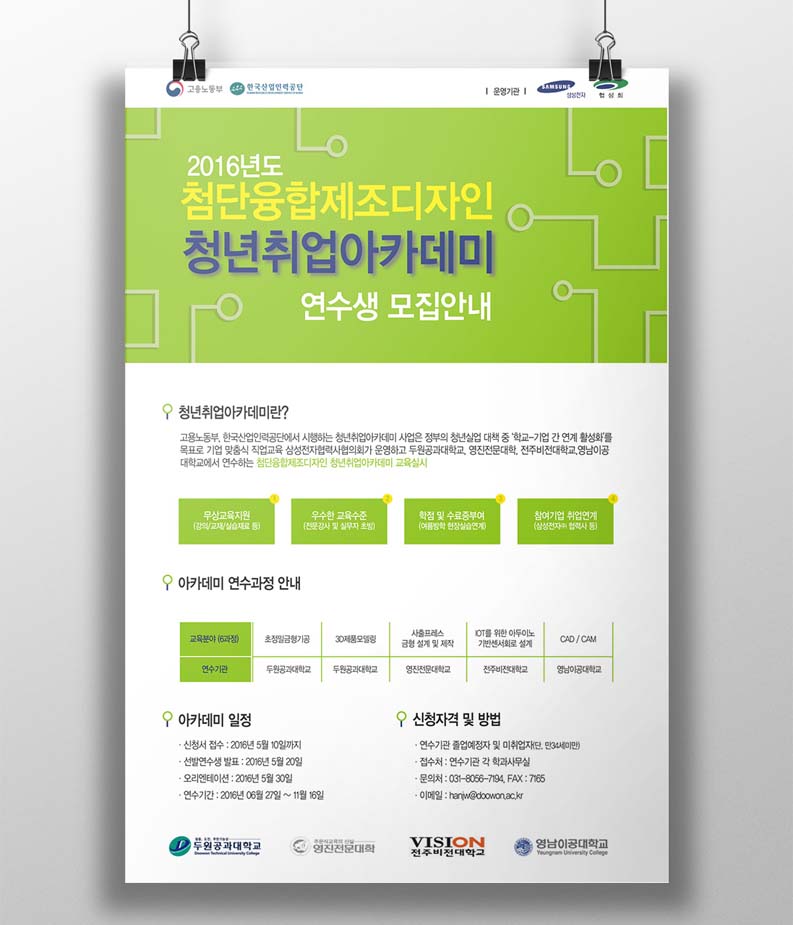 고용노동부
한국산업인력공단
| 운영기관 |
SAMSUNG
삼성전자
협성회
2016년도
첨단융합제조디자인
청년취업아카데미
연수생 모집안내
청년취업아카데미란?
고용노동부, 한국산업인력공단에서 시행하는 청년취업아카데미 사업은 정부의 청년실업 대책 중 '학교-기업 간 연계 활성화'를
목표로 기업 맞춤식 직업교육 삼성전자협력사협의회가 운영하고 두원공과대학교, 영진전문대학, 전주비전대학교,영남이공
대학교에서 연수하는 첨단융합제조디자인 청년취업아카데미 교육실시
1
무상교육지원
(강의/교재/실습재료 등)
2
우수한 교육수준
(전문강사 및 실무자 초빙)
3
학점 및 수료증부여
(여름방학 현장실습연계)
4
참여기업 취업연계
(삼성전자㈜ 협력사 등)
아카데미 연수과정 안내
교육분야 (6과정) 초정밀금형가공 3D제품모델링 사출프레스 금형 설계 및 제작 IOT를 위한 아두이노 기반센서회로 설계 CAD / CAM
연수기관 두원공과대학교 두원공과대학교 영진전문대학교 전주비전대학교 영남이공대학교
아카데미 일정
· 신청서 접수 : 2016년 5월 10일까지
· 선발연수생 발표 : 2016년 5월 20일
· 오리엔테이션 : 2016년 5월 30일
· 연수기간 : 2016년 06월 27일 ~ 11월 16일
신청자격 및 방법
· 연수기관 졸업예정자 및 미취업자(단, 만34세미만)
· 접수처 : 연수기관 각 학과사무실
· 문의처 : 031-8056-7194, FAX : 7165
· 이메일 : hanjw@doowon.ac.kr
두원공과대학교
Doowon Technical University College
영진전문대학
VISION
전주비전대학교
영남이공대학교
Yeungnam University College